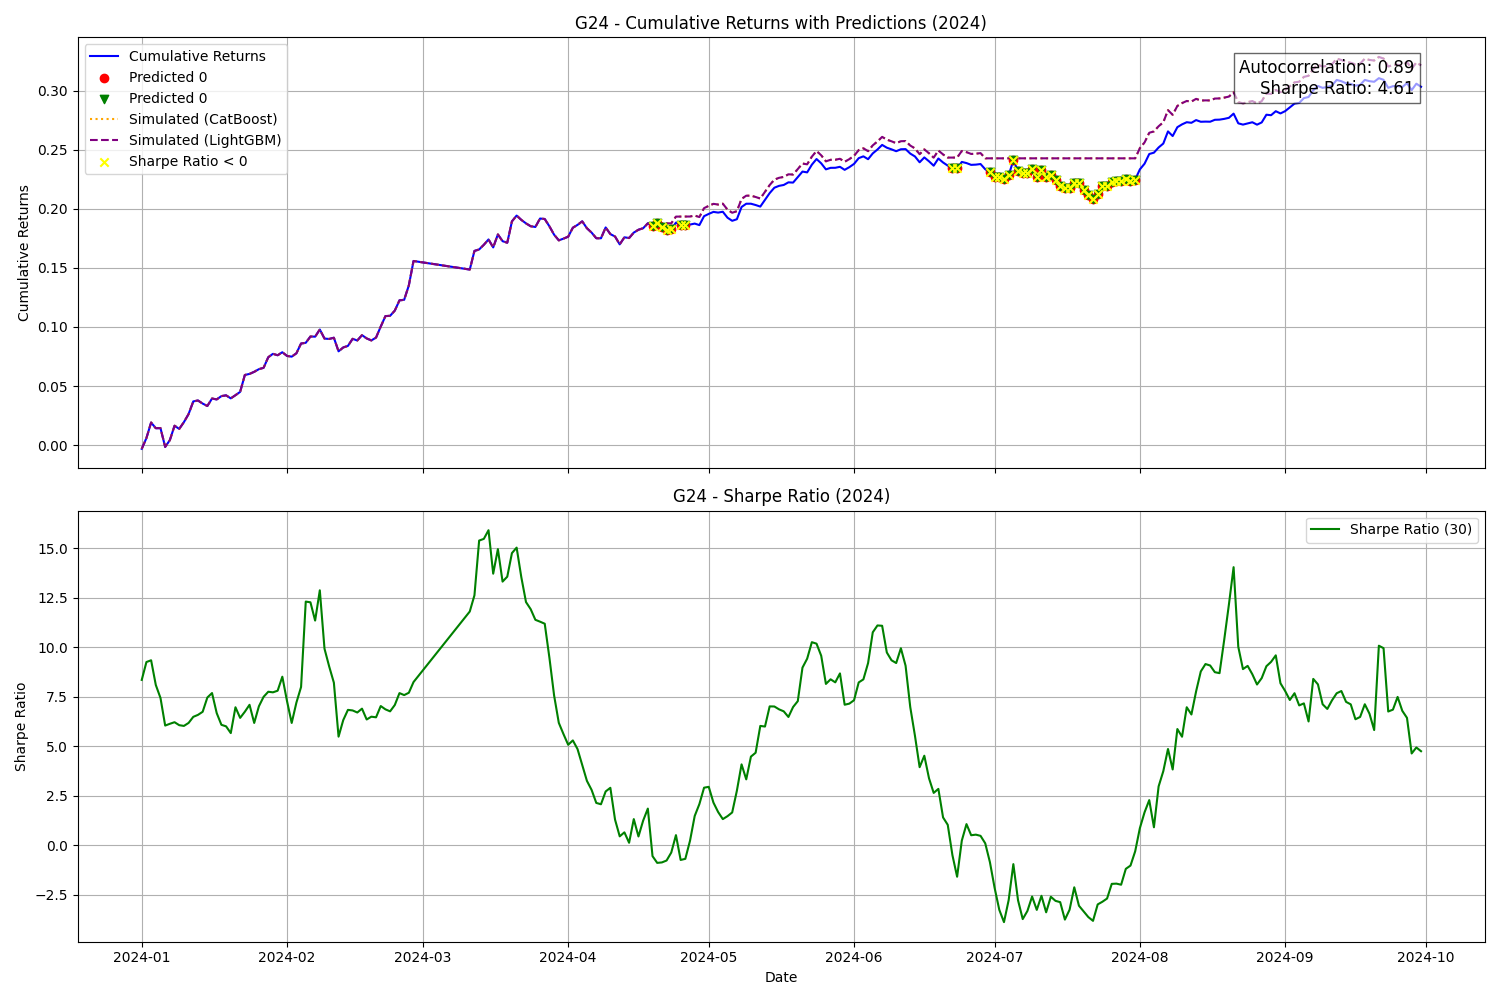 G24 - Cumulative Returns with Predictions (2024)
Cumulative Returns
Predicted 0
Predicted 0
Simulated (CatBoost)
Simulated (LightGBM)
Sharpe Ratio < 0
Autocorrelation: 0.89
Sharpe Ratio: 4.61
Cumulative Returns
0.30
0.25
0.20
0.15
0.10
0.05
0.00
G24 - Sharpe Ratio (2024)
Sharpe Ratio (30)
Sharpe Ratio
15.0
12.5
10.0
7.5
5.0
2.5
0.0
−2.5
2024-01 2024-02 2024-03 2024-04 2024-05 2024-06 2024-07 2024-08 2024-09 2024-10
Date